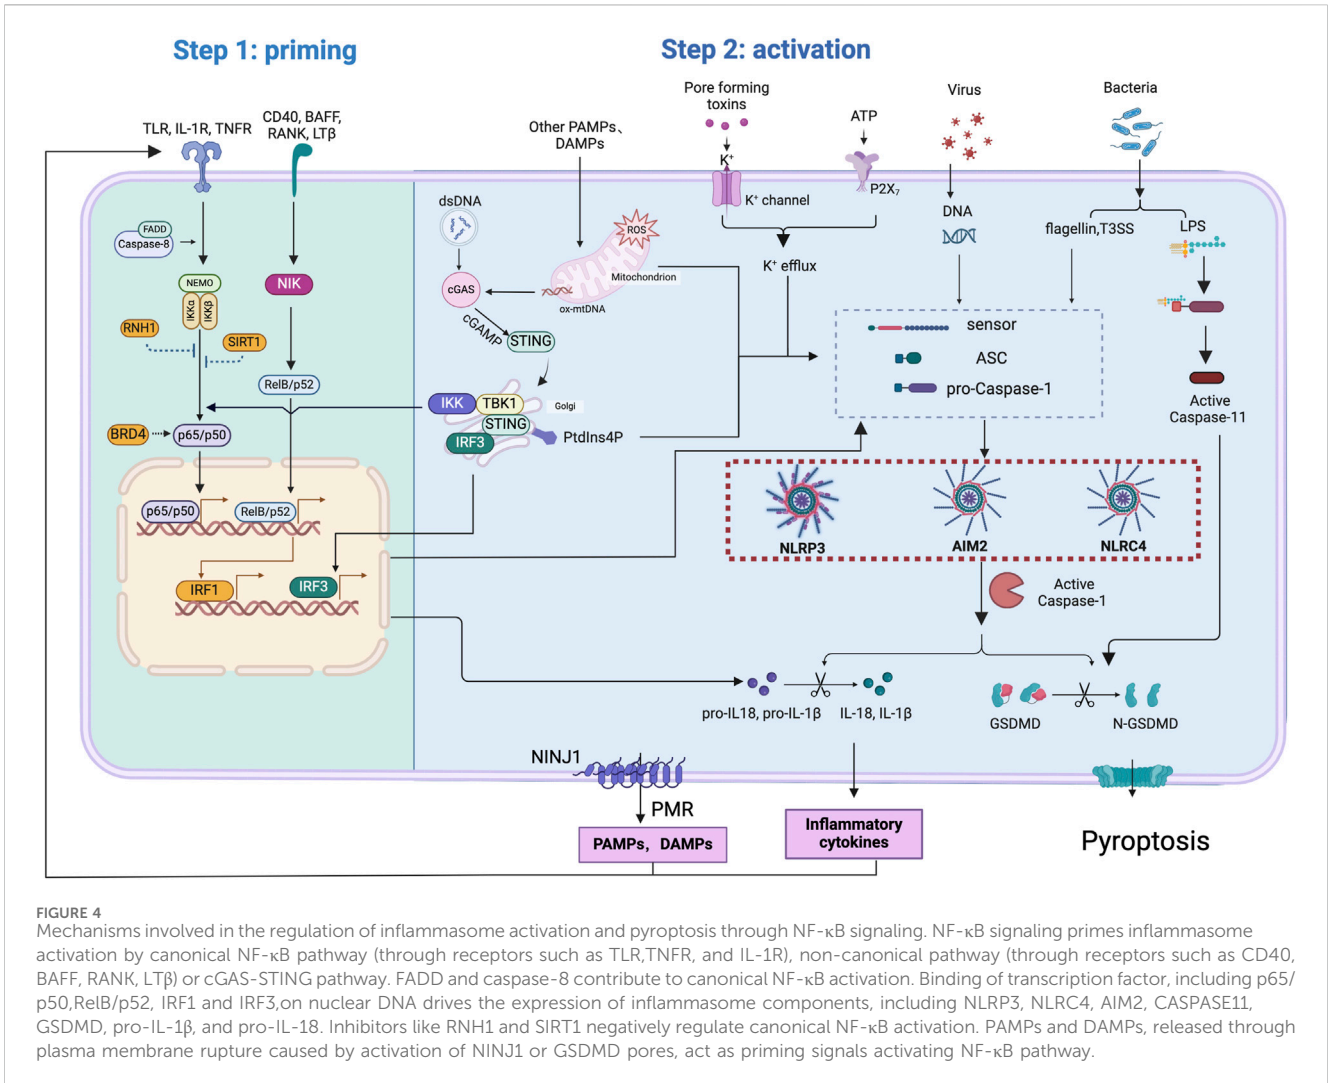 Step 1: priming
Step 2: activation
TLR, IL-1R, TNFR
CD40, BAFF,
RANK, LTβ
Other PAMPs、
DAMPs
Pore forming
toxins
K⁺
K⁺ channel
ATP
P2X₇
Virus
DNA
Bacteria
flagellin,T3SS
LPS
FADD
Caspase-8
NEMO
IKKα
IKKβ
NIK
RNH1
SIRT1
RelB/p52
BRD4
p65/p50
dsDNA
cGAS
cGAMP
STING
ROS
Mitochondrion
ox-mtDNA
K⁺ efflux
IKK
TBK1
STING
IRF3
Golgi
PtdIns4P
sensor
ASC
pro-Caspase-1
Active
Caspase-11
p65/p50
RelB/p52
IRF1
IRF3
NLRP3
AIM2
NLRC4
Active
Caspase-1
pro-IL18, pro-IL-1β
IL-18, IL-1β
GSDMD
N-GSDMD
NINJ1
PMR
PAMPs、DAMPs
Inflammatory
cytokines
Pyroptosis
FIGURE 4
Mechanisms involved in the regulation of inflammasome activation and pyroptosis through NF-κB signaling. NF-κB signaling primes inflammasome
activation by canonical NF-κB pathway (through receptors such as TLR,TNFR, and IL-1R), non-canonical pathway (through receptors such as CD40,
BAFF, RANK, LTβ) or cGAS-STING pathway. FADD and caspase-8 contribute to canonical NF-κB activation. Binding of transcription factor, including p65/
p50,RelB/p52, IRF1 and IRF3,on nuclear DNA drives the expression of inflammasome components, including NLRP3, NLRC4, AIM2, CASPASE11,
GSDMD, pro-IL-1β, and pro-IL-18. Inhibitors like RNH1 and SIRT1 negatively regulate canonical NF-κB activation. PAMPs and DAMPs, released through
plasma membrane rupture caused by activation of NINJ1 or GSDMD pores, act as priming signals activating NF-κB pathway.